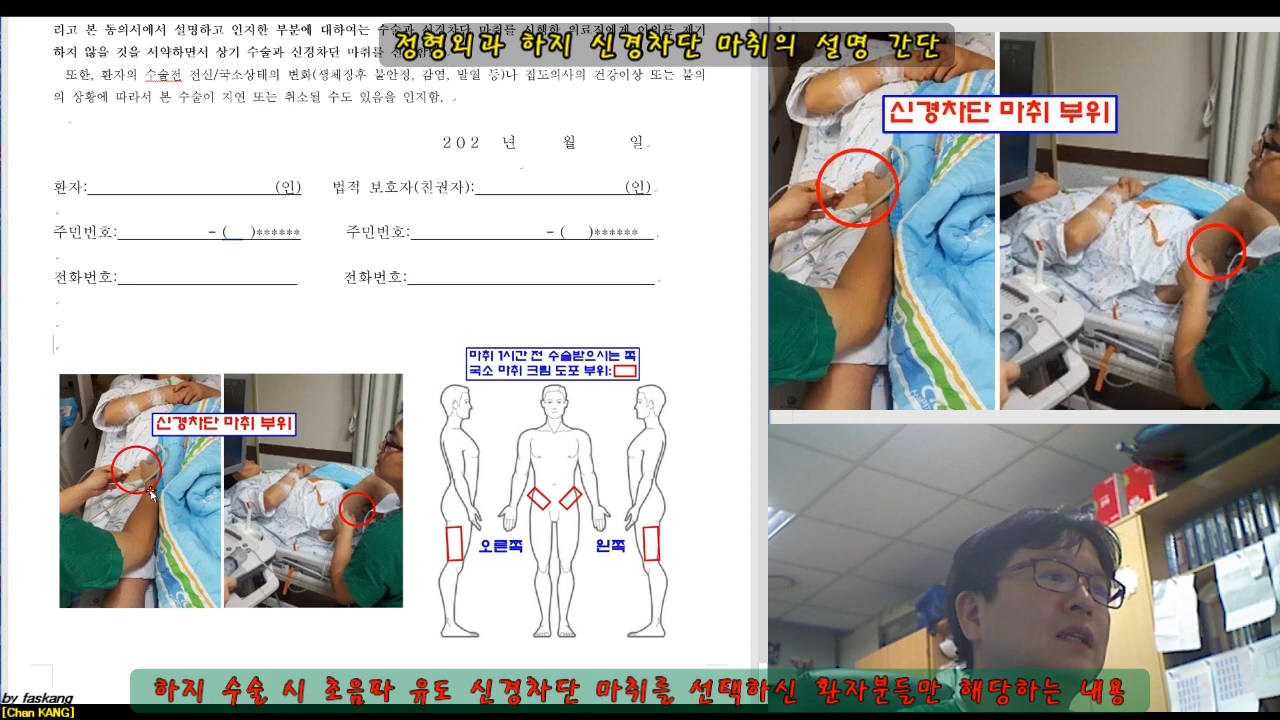 정형외과 하지 신경차단 마취의 설명 간단
리고 본 동의서에서 설명하고 인지한 부분에 대하여는 수술과 신경차단 마취를 시행한 의료진에게 이의를 제기
하지 않을 것을 서약하면서 상기 수술과 신경차단 마취를
또한, 환자의 수술전 전신/국소상태의 변화(생체징후 불안정, 감염, 발열 등)나 집도의사의 건강이상 또는 불의
의 상황에 따라서 본 수술이 지연 또는 취소될 수도 있음을 인지함.
202 년 월 일
환자: (인) 법적 보호자(친권자): (인)
주민번호: - ( )****** 주민번호: - ( )******
전화번호: 전화번호:
신경차단 마취 부위
마취 1시간 전 수술받으시는 쪽
국소 마취 크림 도포 부위:
오른쪽 왼쪽
신경차단 마취 부위
하지 수술 시 초음파 유도 신경차단 마취를 선택하신 환자분들만 해당하는 내용
by faskang
[Chan KANG]